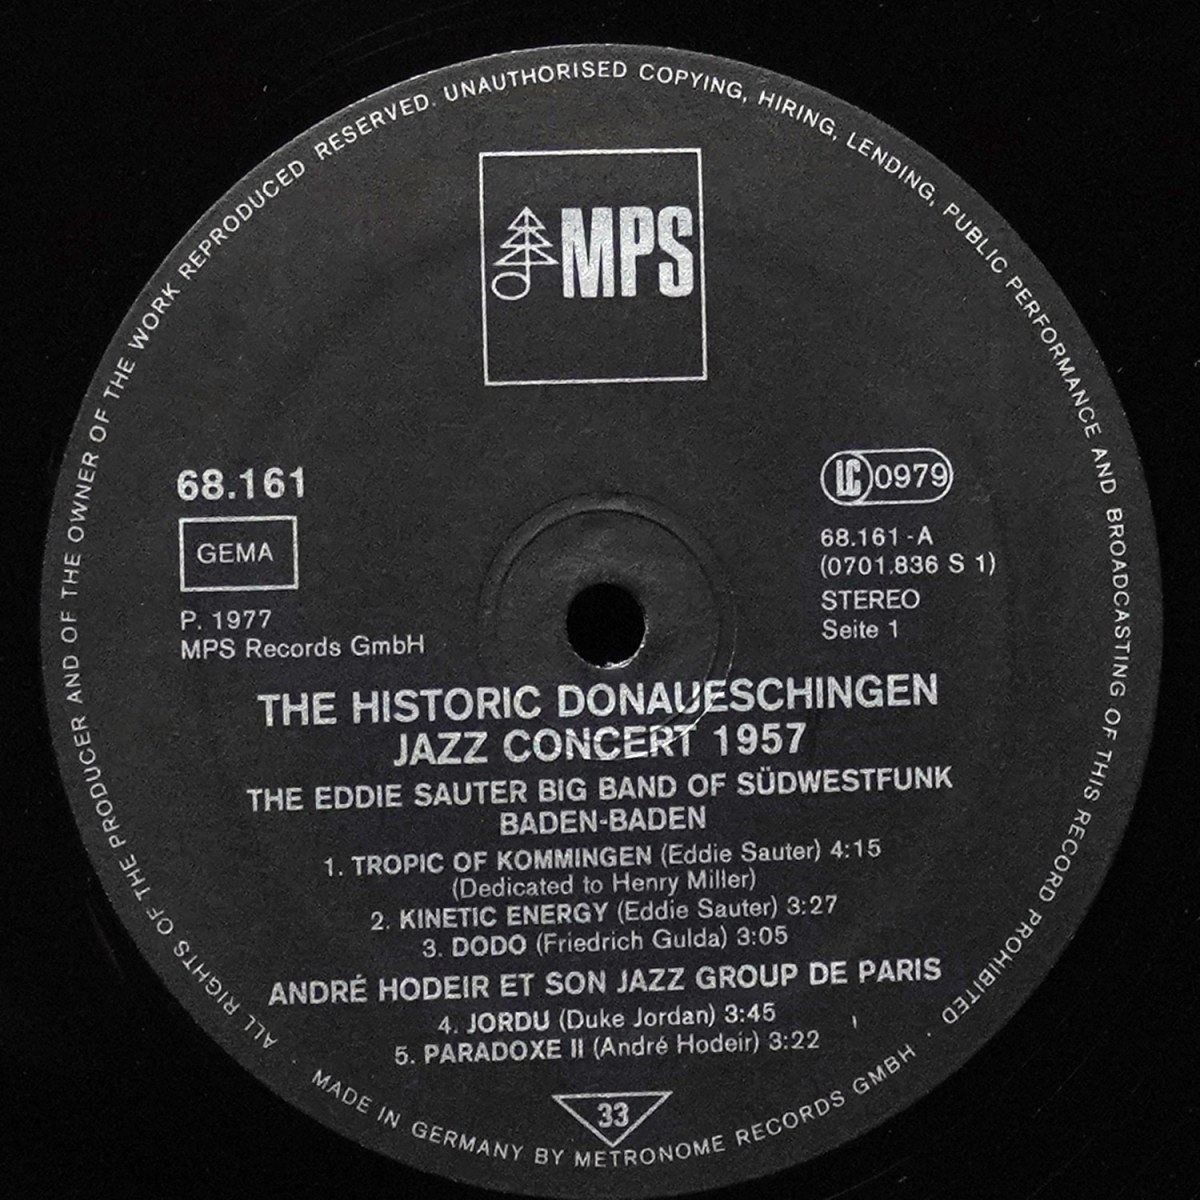 ALL RIGHTS OF THE PRODUCER AND OF THE OWNER OF THE WORK REPRODUCED RESERVED. UNAUTHORISED COPYING, HIRING, LENDING, PUBLIC PERFORMANCE AND BROADCASTING OF THIS RECORD PROHIBITED ·
MPS
68.161
GEMA
P. 1977
MPS Records GmbH
LC 0979
68.161 -A
(0701.836 S 1)
STEREO
Seite 1
THE HISTORIC DONAUESCHINGEN
JAZZ CONCERT 1957
THE EDDIE SAUTER BIG BAND OF SÜDWESTFUNK
BADEN-BADEN
1. TROPIC OF KOMMINGEN (Eddie Sauter) 4:15
(Dedicated to Henry Miller)
2. KINETIC ENERGY (Eddie Sauter) 3:27
3. DODO (Friedrich Gulda) 3:05
ANDRÉ HODEIR ET SON JAZZ GROUP DE PARIS
4. JORDU (Duke Jordan) 3:45
5. PARADOXE II (André Hodeir) 3:22
33
MADE IN GERMANY BY METRONOME RECORDS GMBH ·